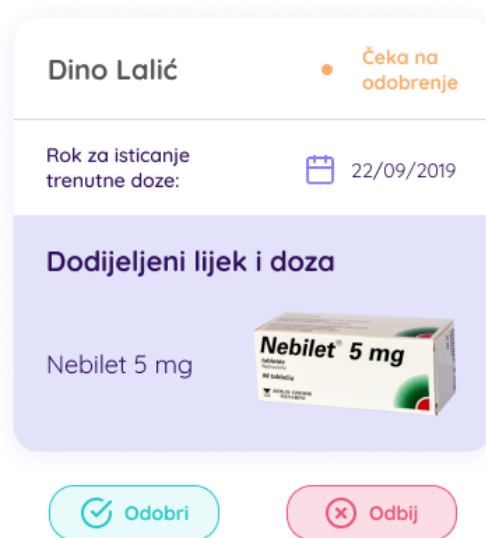 Dino Lalić
Čeka na
odobrenje
Rok za isticanje
trenutne doze:
22/09/2019
Dodijeljeni lijek i doza
Nebilet 5 mg
Nebilet® 5 mg
tablete
Odobri
Odbij